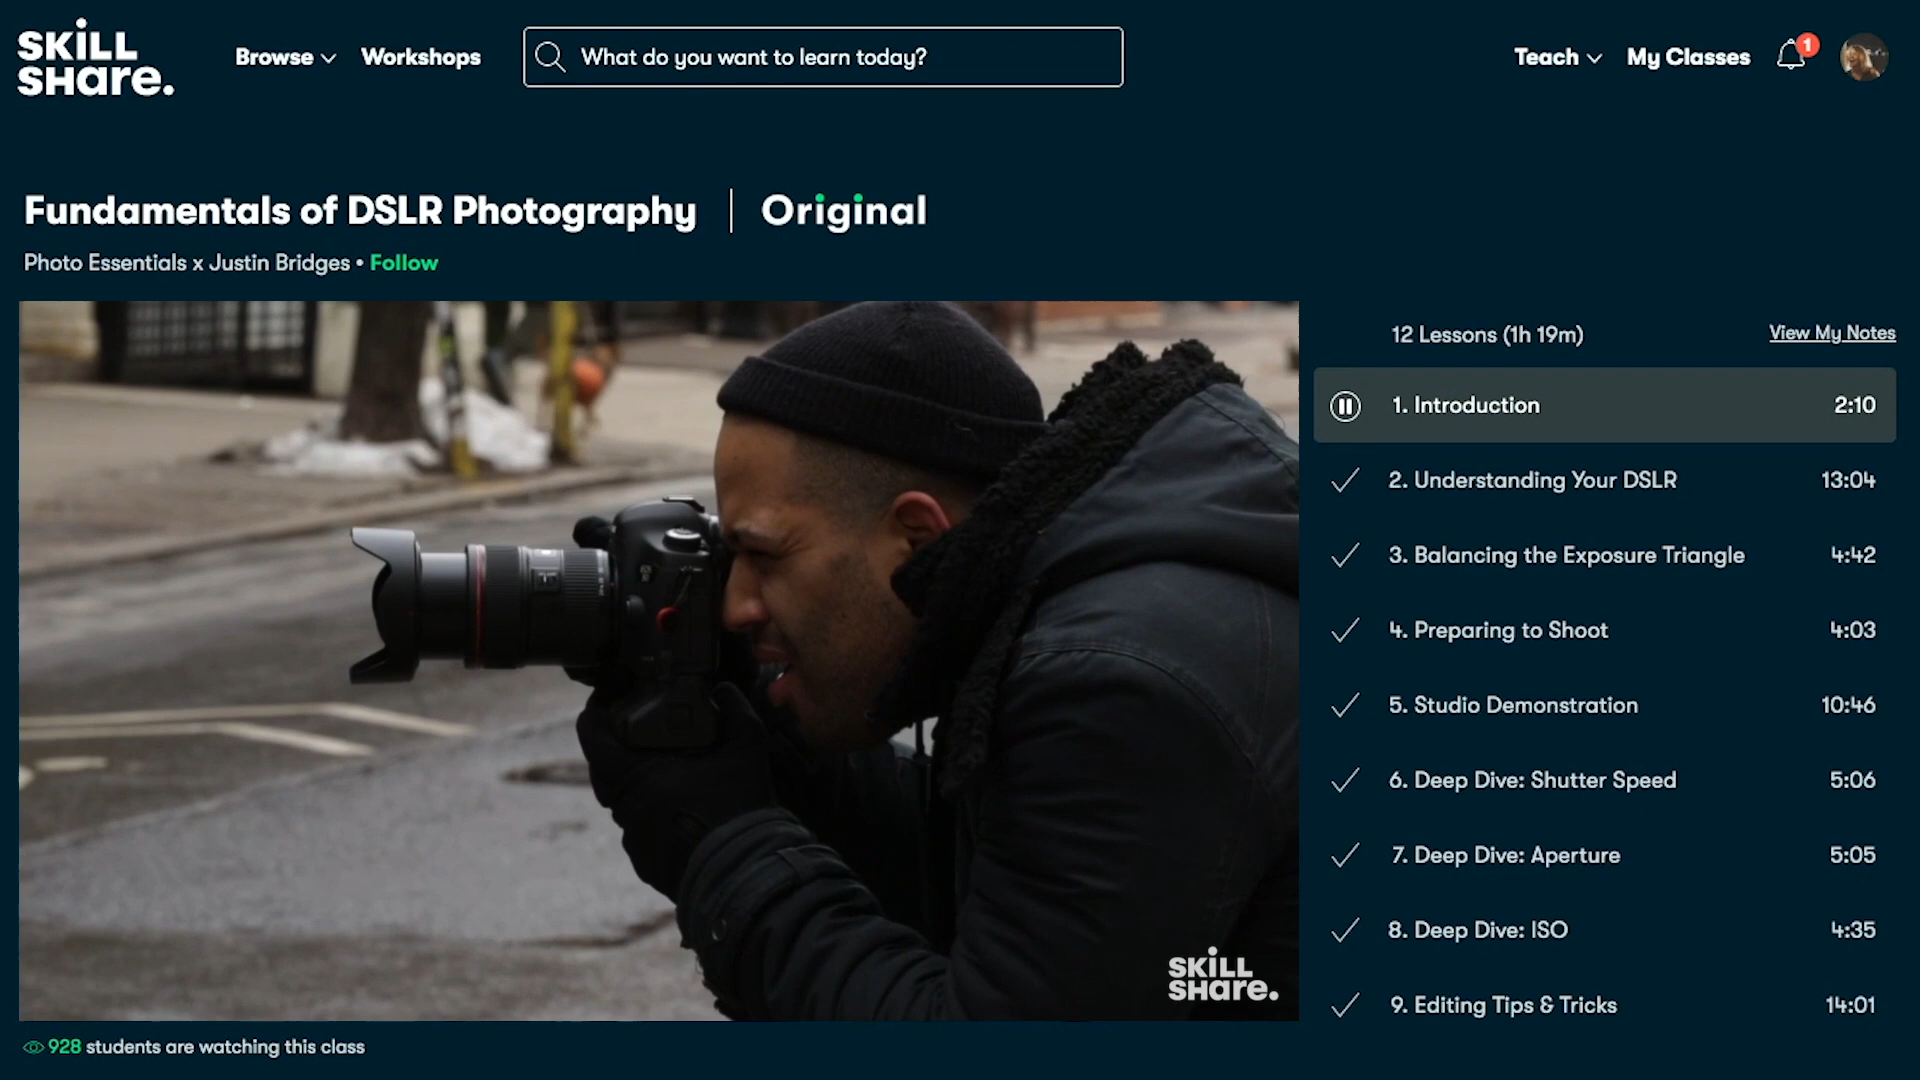 SKILL
SHare.
Browse
Workshops
What do you want to learn today?
Teach
My Classes
1
Fundamentals of DSLR Photography | Original
Photo Essentials x Justin Bridges • Follow
12 Lessons (1h 19m)
View My Notes
1. Introduction 2:10
2. Understanding Your DSLR 13:04
3. Balancing the Exposure Triangle 4:42
4. Preparing to Shoot 4:03
5. Studio Demonstration 10:46
6. Deep Dive: Shutter Speed 5:06
7. Deep Dive: Aperture 5:05
8. Deep Dive: ISO 4:35
9. Editing Tips & Tricks 14:01
SKILL
SHare.
928 students are watching this class